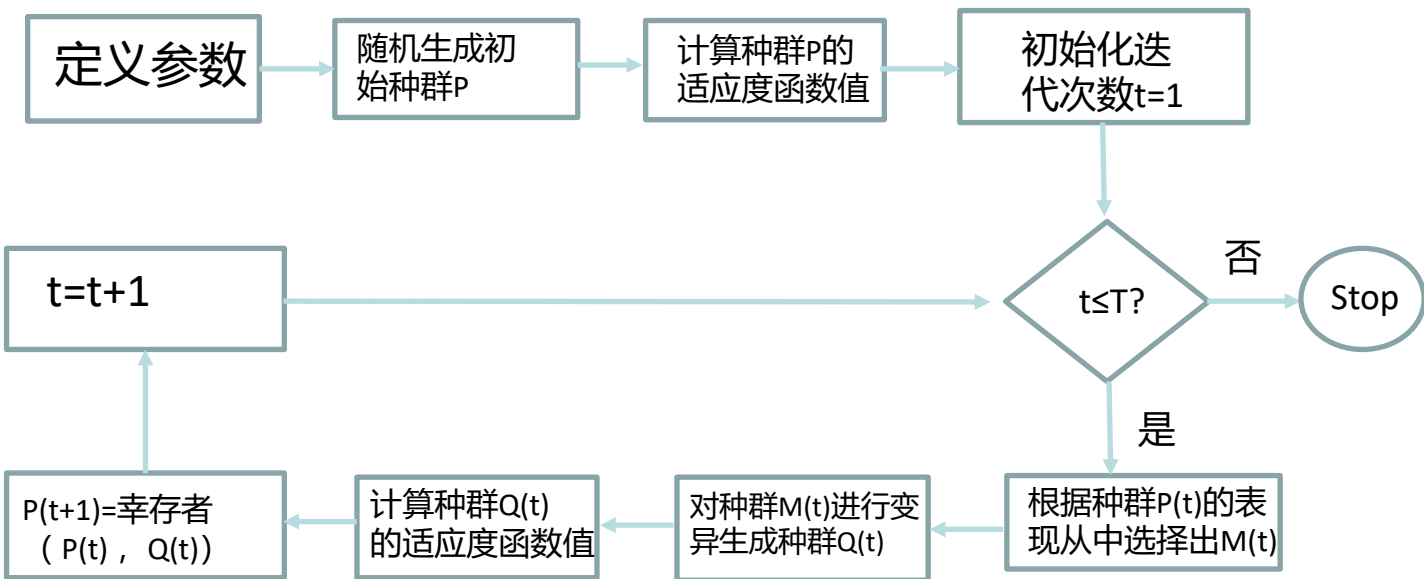 定义参数
随机生成初
始种群P
计算种群P的
适应度函数值
初始化迭
代次数t=1
t=t+1
t≤T?
否
Stop
是
P(t+1)=幸存者
（P(t)，Q(t)）
计算种群Q(t)
的适应度函数值
对种群M(t)进行变
异生成种群Q(t)
根据种群P(t)的表
现从中选择出M(t)